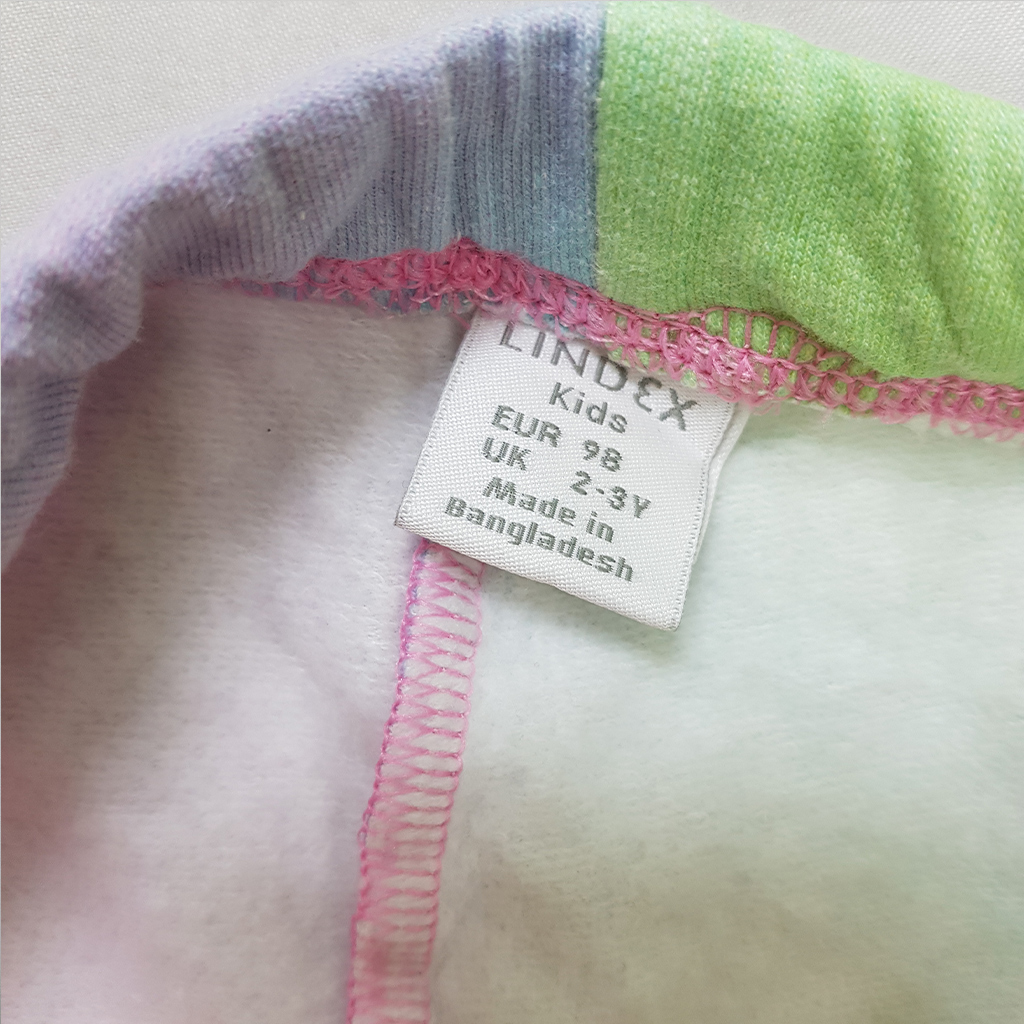 LINDEX
Kids
EUR 98
UK 2-3Y
Made in
Bangladesh